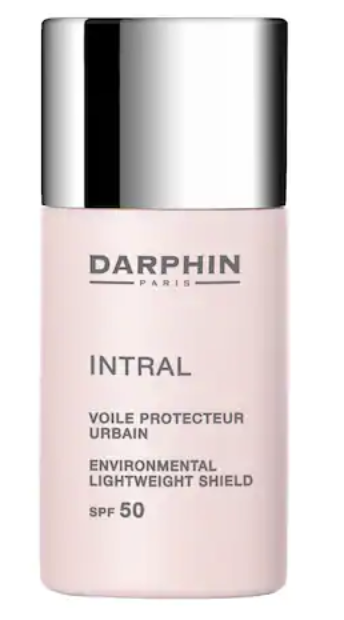 DARPHIN
PARIS
INTRAL
VOILE PROTECTEUR
URBAIN
ENVIRONMENTAL
LIGHTWEIGHT SHIELD
SPF 50